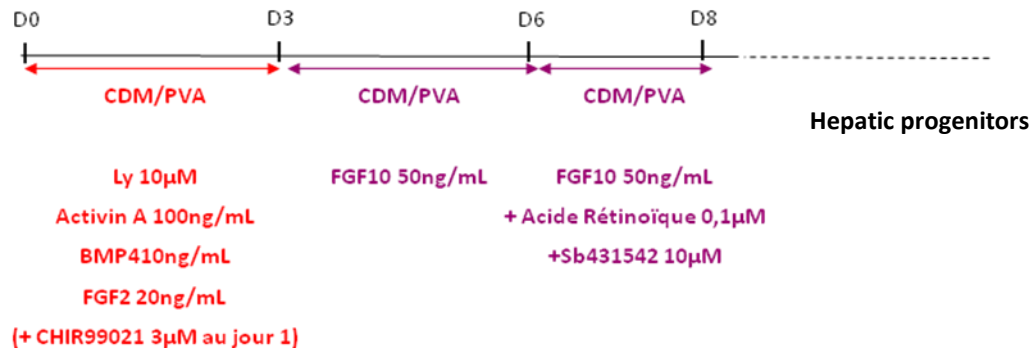 D0 D3 D6 D8
CDM/PVA CDM/PVA CDM/PVA
Hepatic progenitors
Ly 10µM FGF10 50ng/mL FGF10 50ng/mL
Activin A 100ng/mL + Acide Rétinoïque 0,1µM
BMP410ng/mL +Sb431542 10µM
FGF2 20ng/mL
(+ CHIR99021 3µM au jour 1)